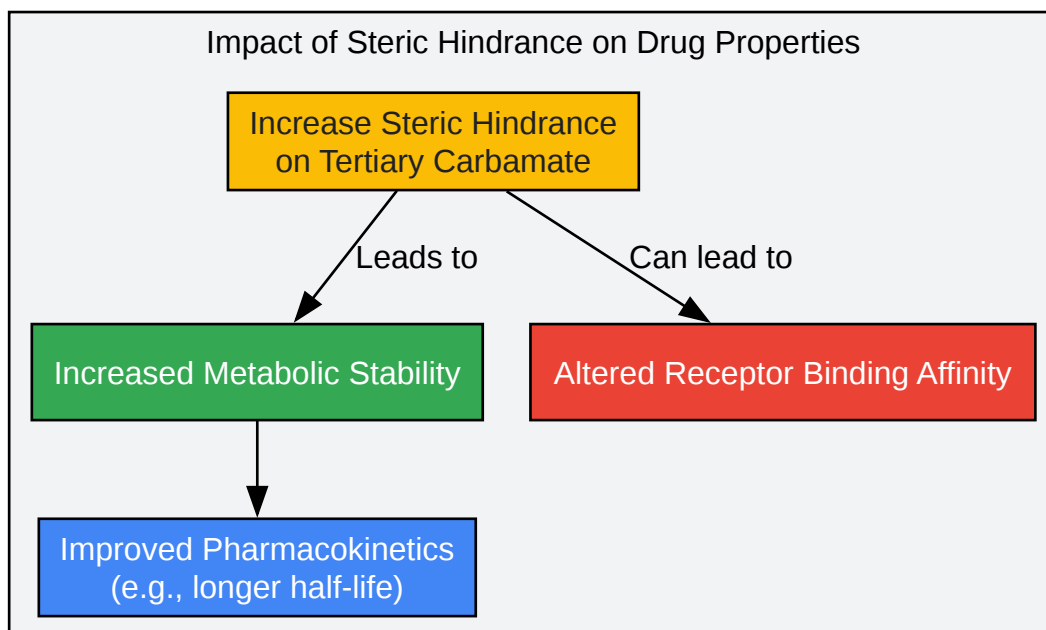 Impact of Steric Hindrance on Drug Properties
Increase Steric Hindrance
on Tertiary Carbamate
Leads to
Can lead to
Increased Metabolic Stability
Altered Receptor Binding Affinity
Improved Pharmacokinetics
(e.g., longer half-life)